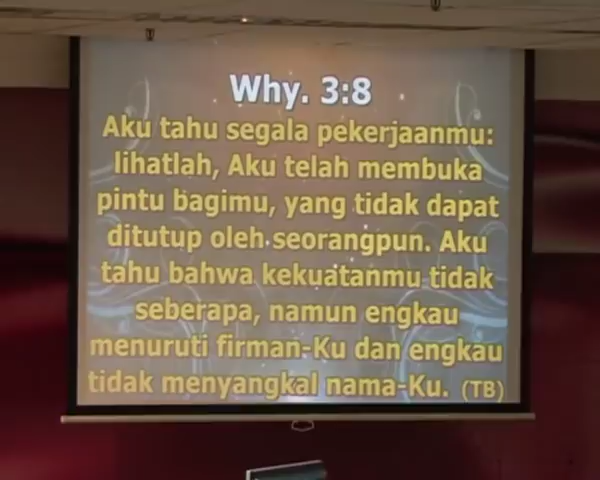 Why. 3:8
Aku tahu segala pekerjaanmu:
lihatlah, Aku telah membuka
pintu bagimu, yang tidak dapat
ditutup oleh seorangpun. Aku
tahu bahwa kekuatanmu tidak
seberapa, namun engkau
menuruti firman-Ku dan engkau
tidak menyangkal nama-Ku. (TB)